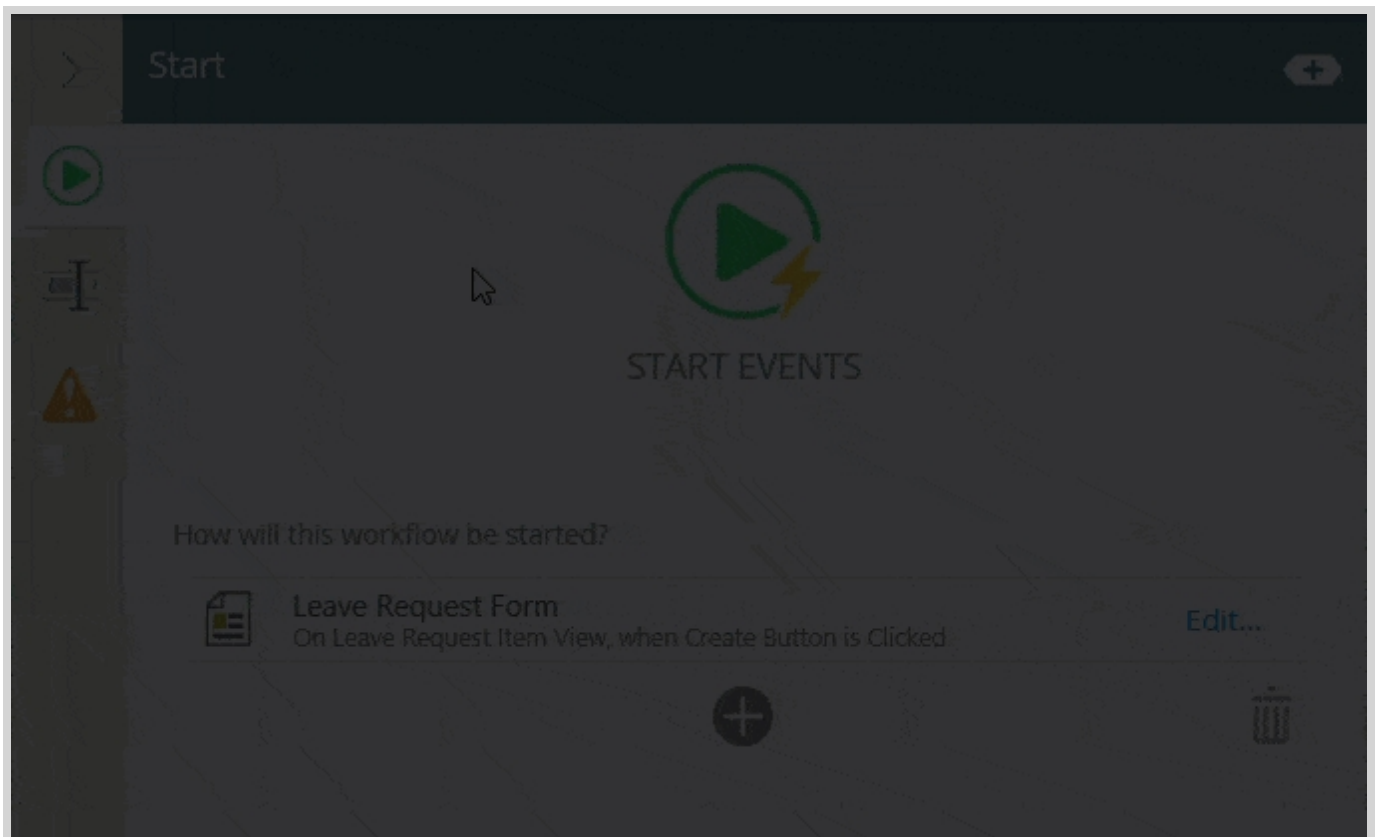 Start
START EVENTS
How will this workflow be started?
Leave Request Form
On Leave Request Item View, when Create Button is Clicked
Edit...